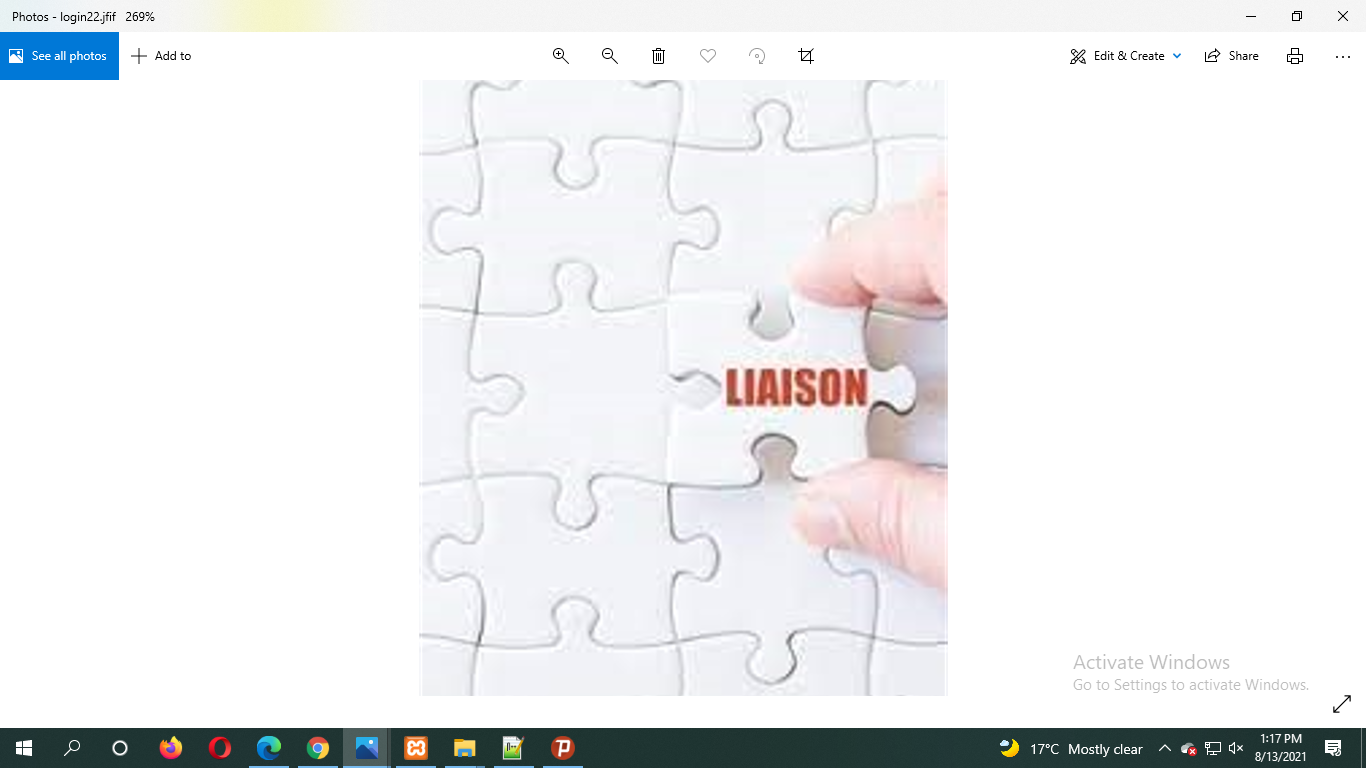 Photos - login22.jfif   269%
See all photos
Add to
Edit & Create
Share
LIAISON
Activate Windows
Go to Settings to activate Windows.
17°C Mostly clear
1:17 PM
8/13/2021